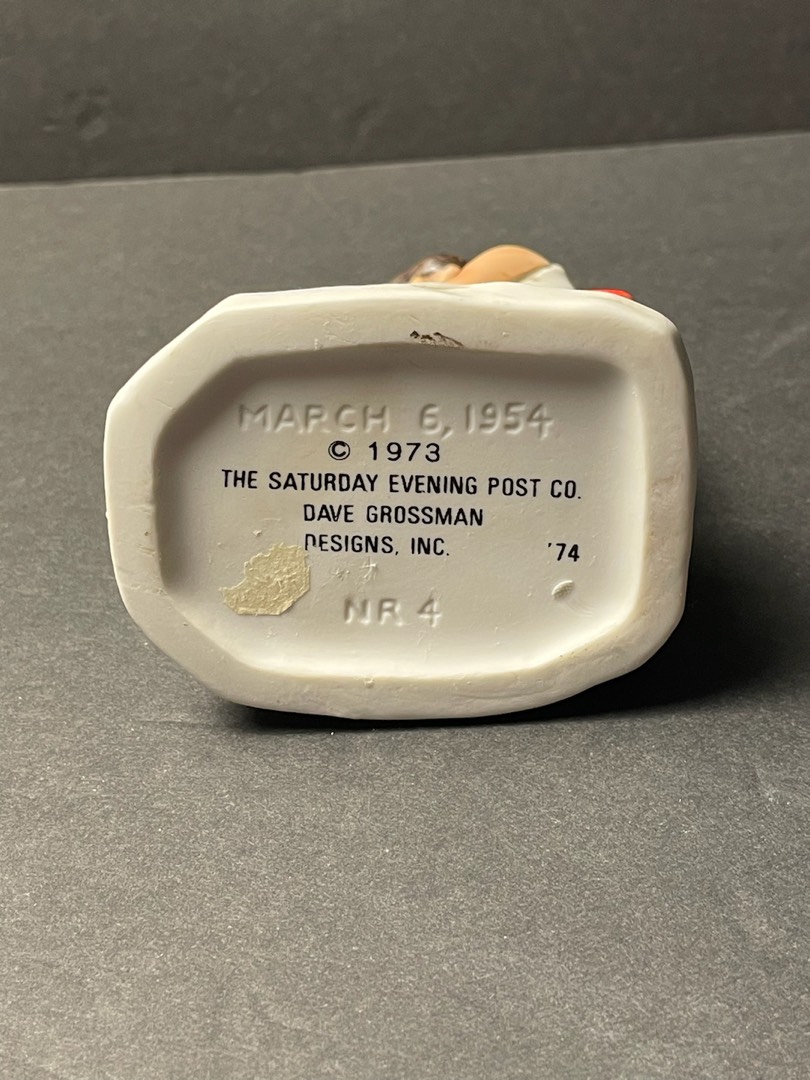 MARCH 6, 1954
© 1973
THE SATURDAY EVENING POST CO.
DAVE GROSSMAN
DESIGNS, INC. '74
NR 4